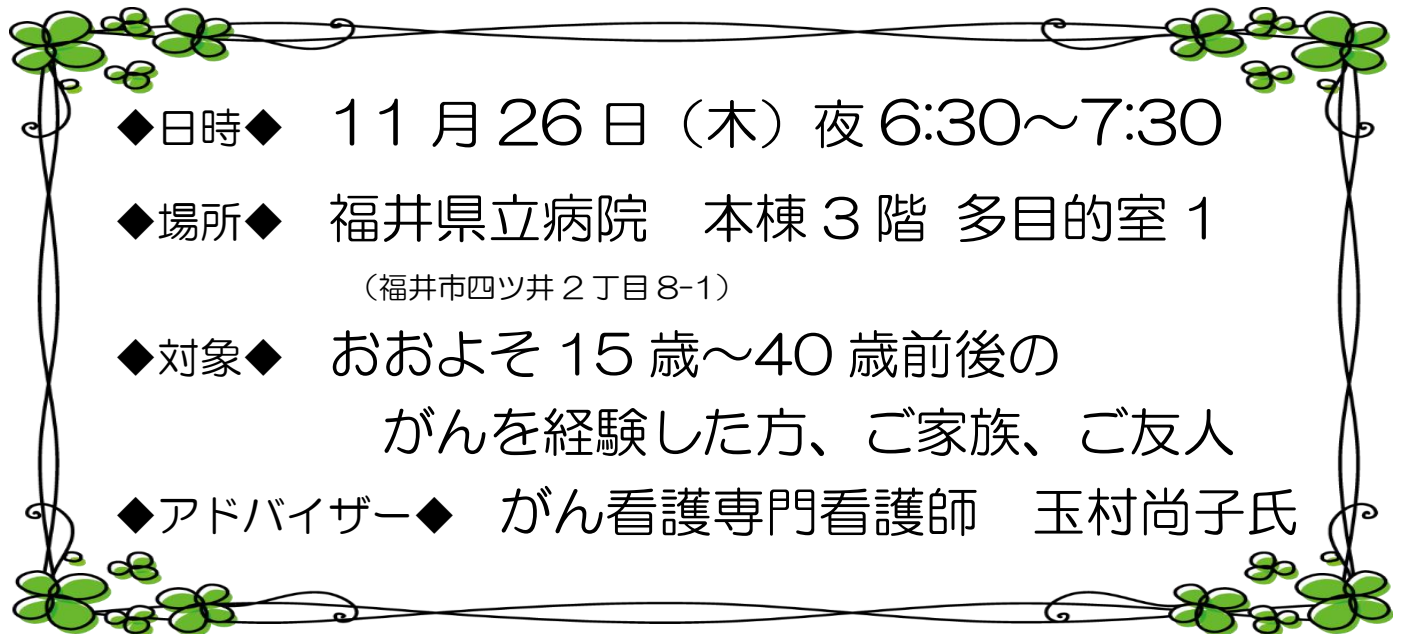 ◆日時◆ 11月26日（木）夜6:30～7:30
◆場所◆ 福井県立病院　本棟3階 多目的室1
（福井市四ツ井2丁目8-1）
◆対象◆ おおよそ15歳～40歳前後の
がんを経験した方、ご家族、ご友人
◆アドバイザー◆ がん看護専門看護師　玉村尚子氏